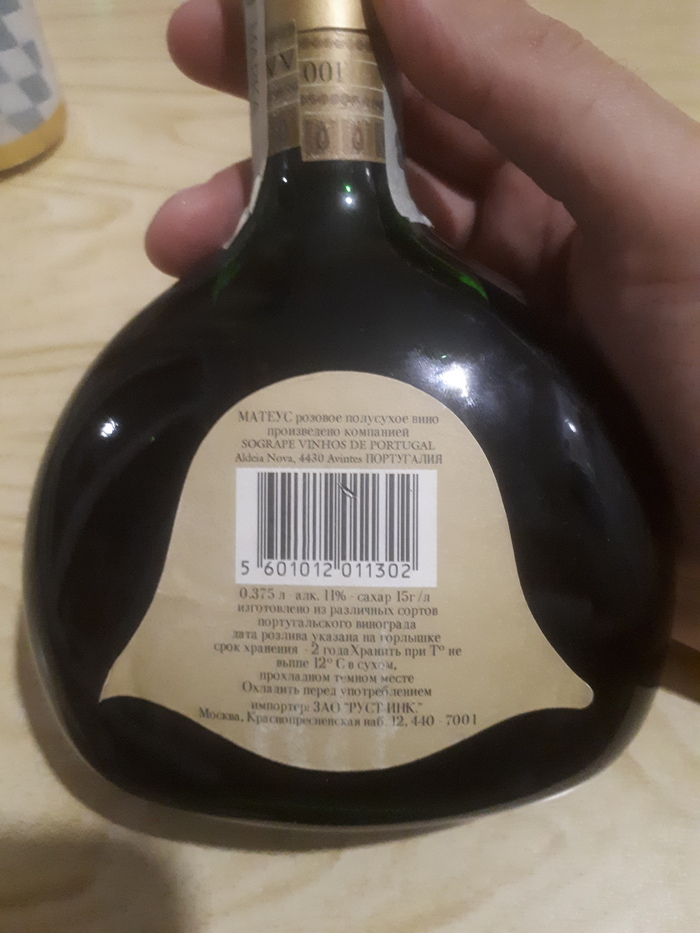 001
МАТЕУС розовое полусухое вино
произведено компанией
SOGRAPE VINHOS DE PORTUGAL
Aldeia Nova, 4430 Avintes ПОРТУГАЛИЯ
5 601012 011302
0.375 л - алк. 11% - сахар 15г/л
изготовлено из различных сортов
португальского винограда
дата розлива указана на горлышке
срок хранения - 2 года Хранить при Т° не
выше 12° С в сухом,
прохладном темном месте
Охладить перед употреблением
импортер: ЗАО "РУСТ ИНК."
Москва, Краснопресненская наб. 12, 440 - 7001